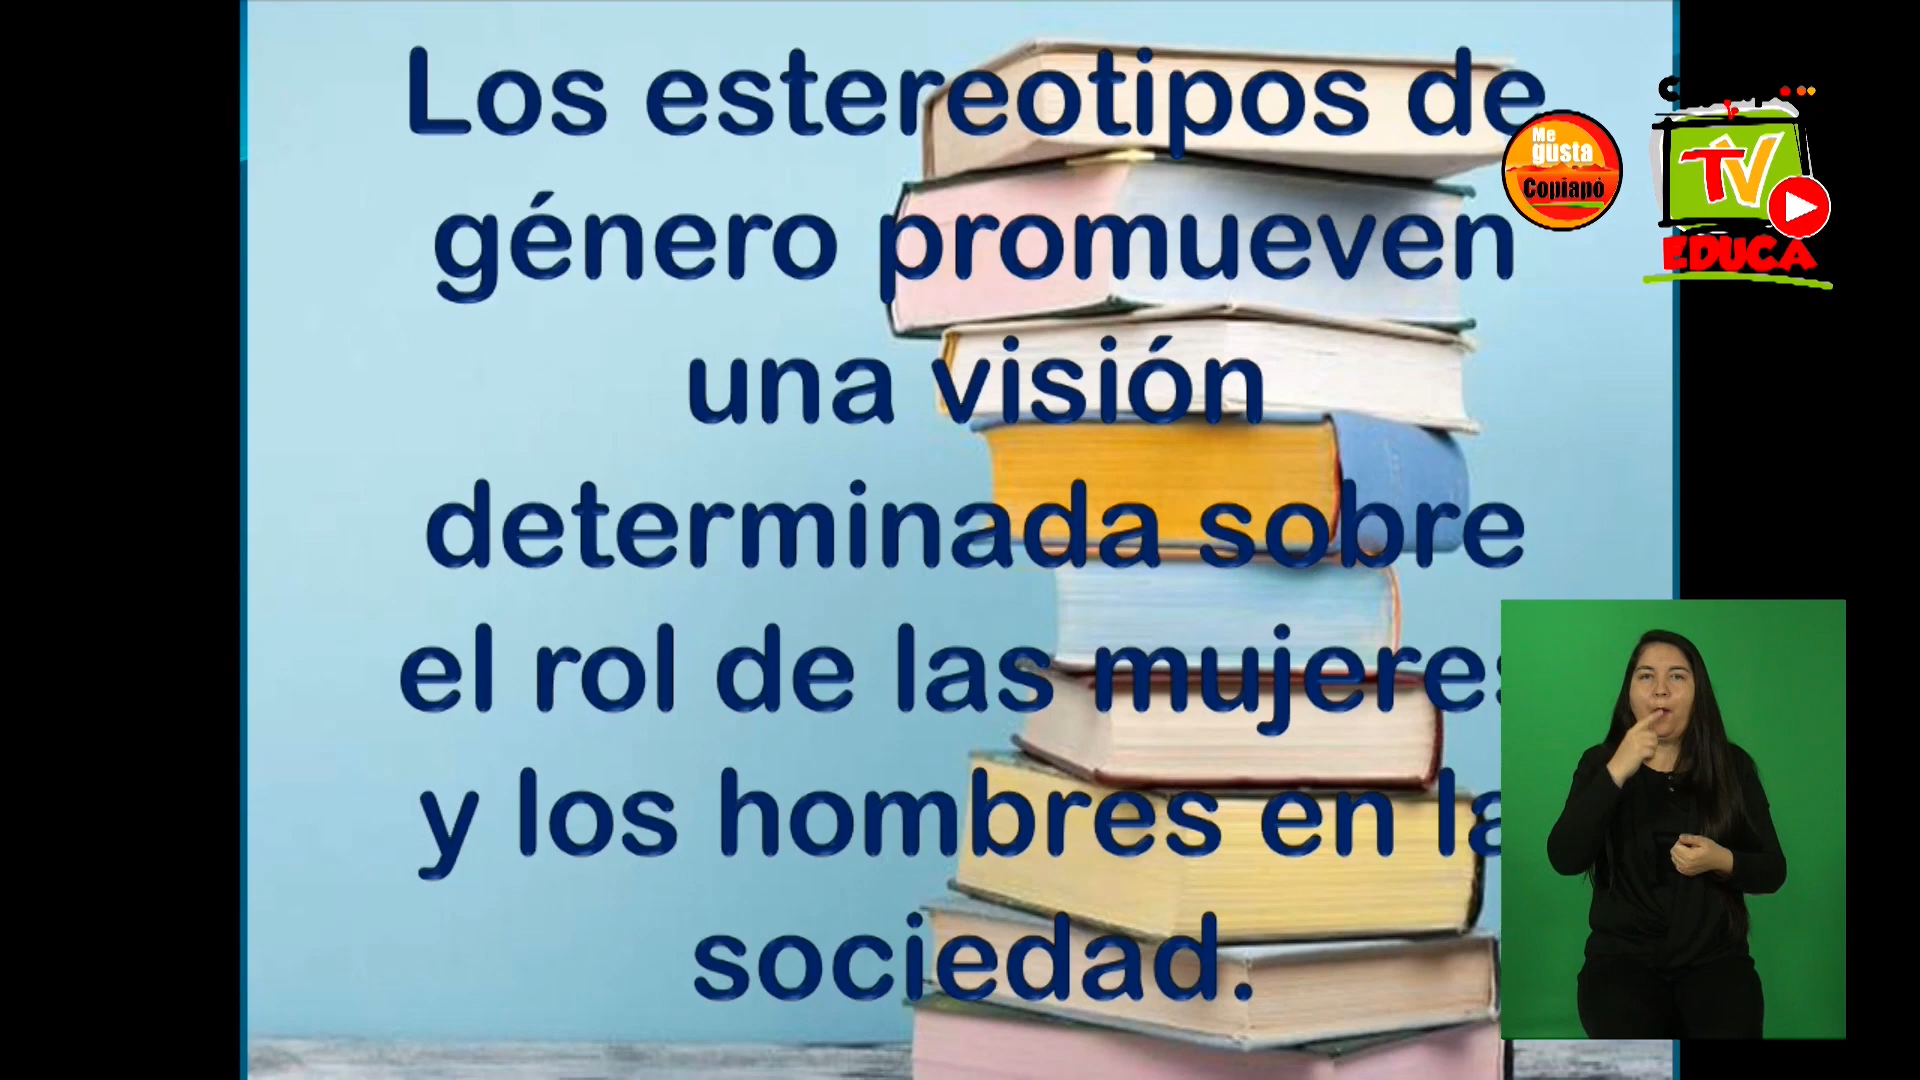 Los estereotipos de
género promueven
una visión
determinada sobre
el rol de las mujeres
y los hombres en la
sociedad.
Me
gusta
Copiapó
TV
EDUCA